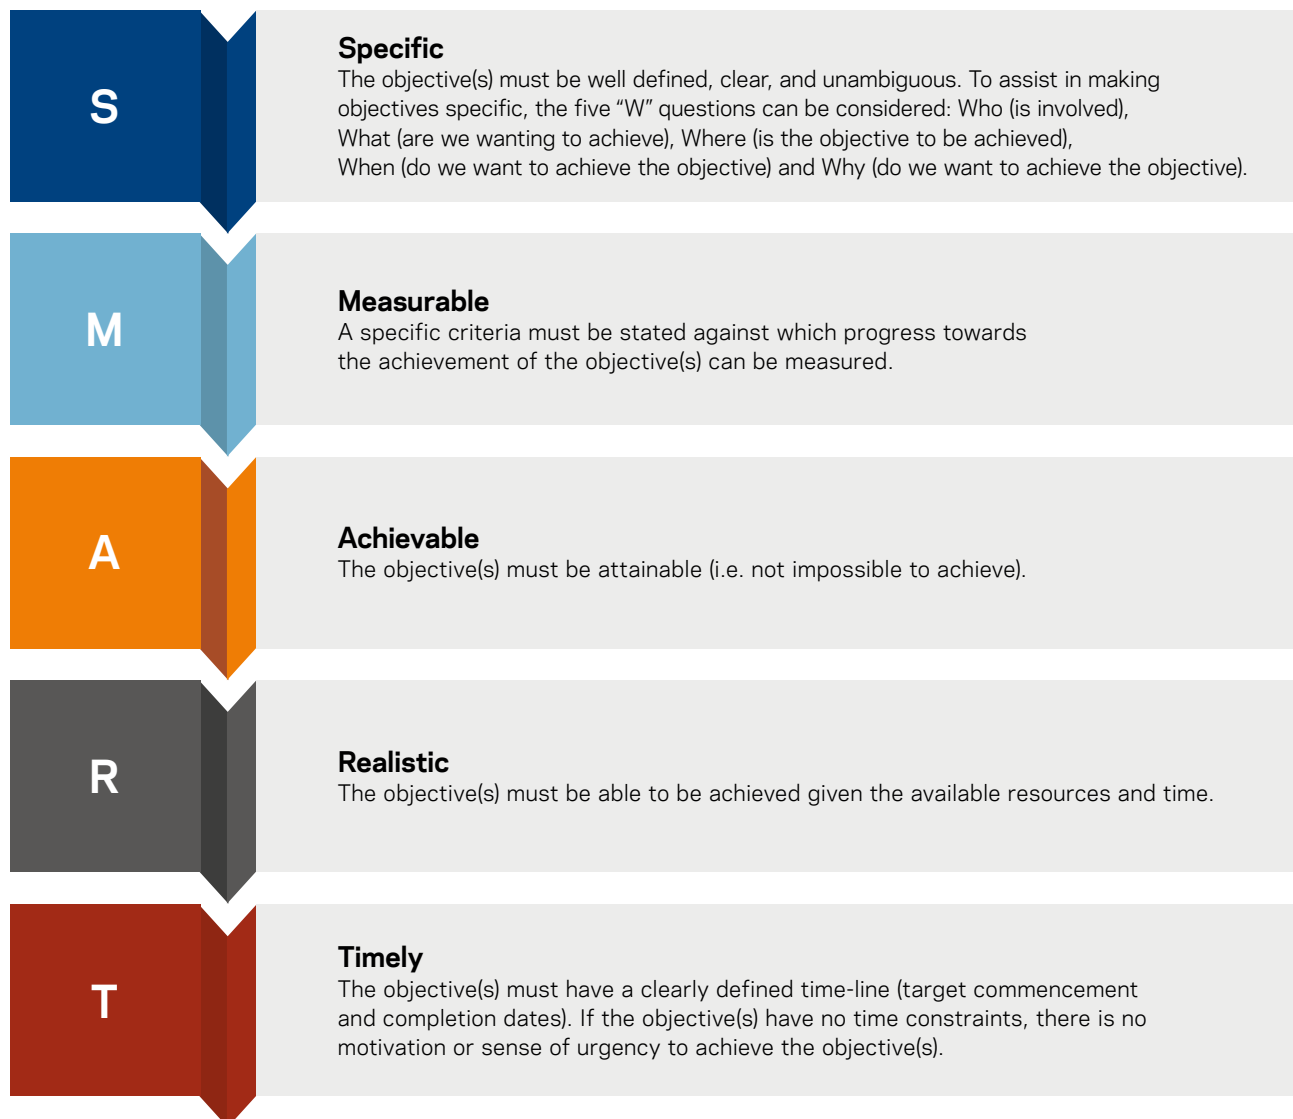 S
Specific
The objective(s) must be well defined, clear, and unambiguous. To assist in making
objectives specific, the five “W” questions can be considered: Who (is involved),
What (are we wanting to achieve), Where (is the objective to be achieved),
When (do we want to achieve the objective) and Why (do we want to achieve the objective).
M
Measurable
A specific criteria must be stated against which progress towards
the achievement of the objective(s) can be measured.
A
Achievable
The objective(s) must be attainable (i.e. not impossible to achieve).
R
Realistic
The objective(s) must be able to be achieved given the available resources and time.
T
Timely
The objective(s) must have a clearly defined time-line (target commencement
and completion dates). If the objective(s) have no time constraints, there is no
motivation or sense of urgency to achieve the objective(s).